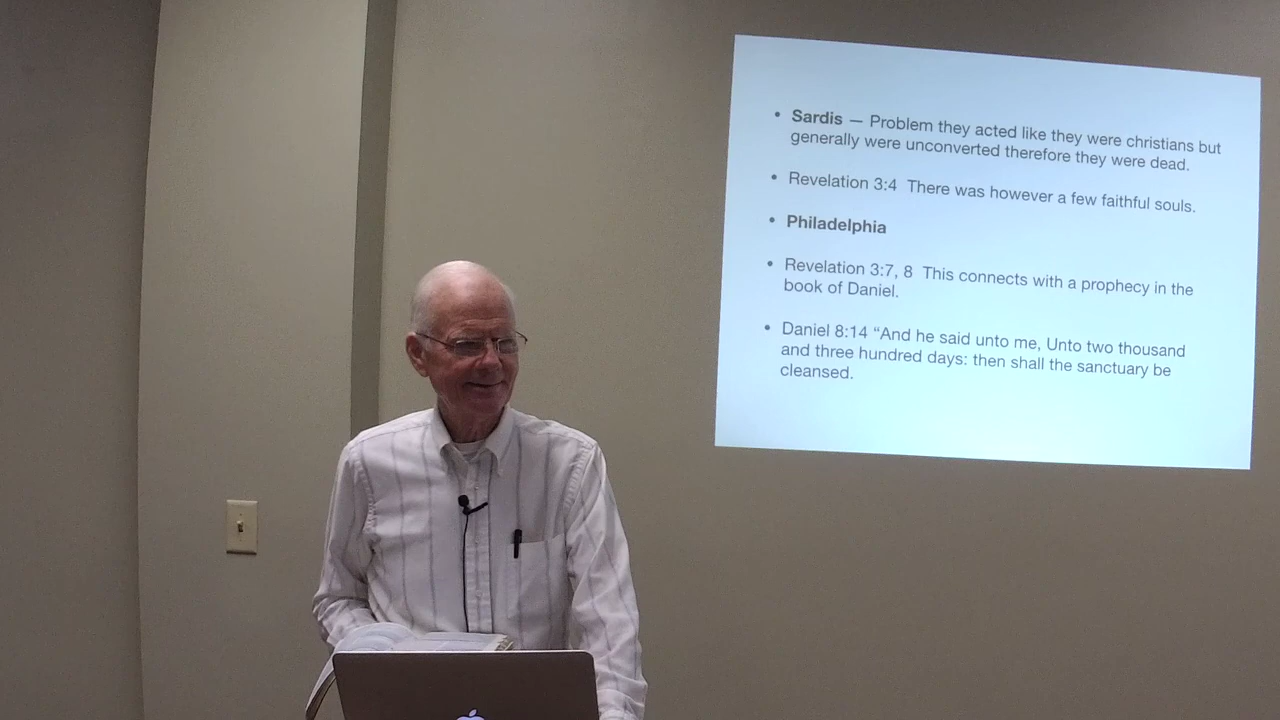 • Sardis — Problem they acted like they were christians but
generally were unconverted therefore they were dead.
• Revelation 3:4 There was however a few faithful souls.
• Philadelphia
• Revelation 3:7, 8 This connects with a prophecy in the
book of Daniel.
• Daniel 8:14 “And he said unto me, Unto two thousand
and three hundred days: then shall the sanctuary be
cleansed.